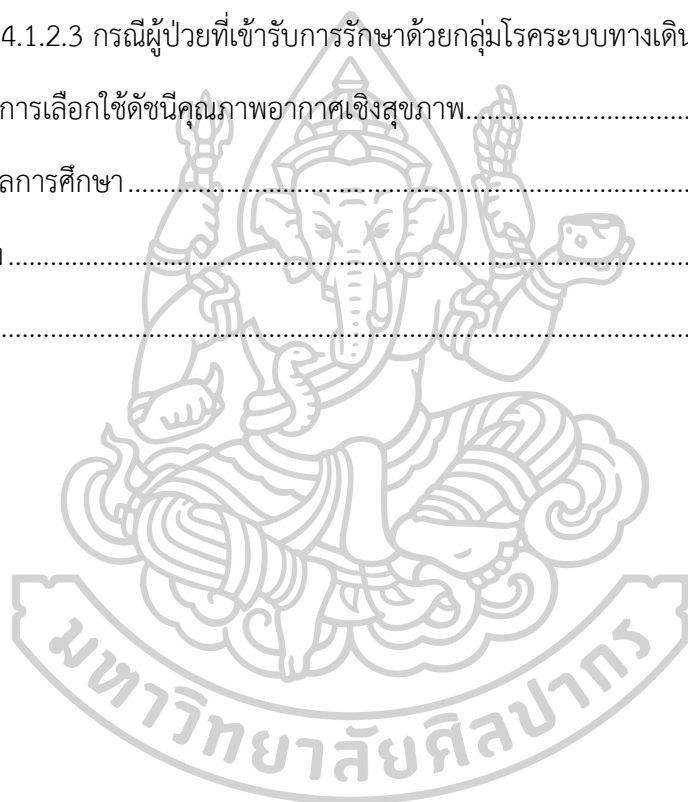 4.1.2.3 กรณีผู้ป่วยที่เข้ารับการรักษาด้วยกลุ่มโรคระบบทางเดิน
การเลือกใช้ดัชนีคุณภาพอากาศเชิงสุขภาพ................................
ลการศึกษา................................................................
................................................................
................................................................
มหาวิทยาลัยศิลปากร